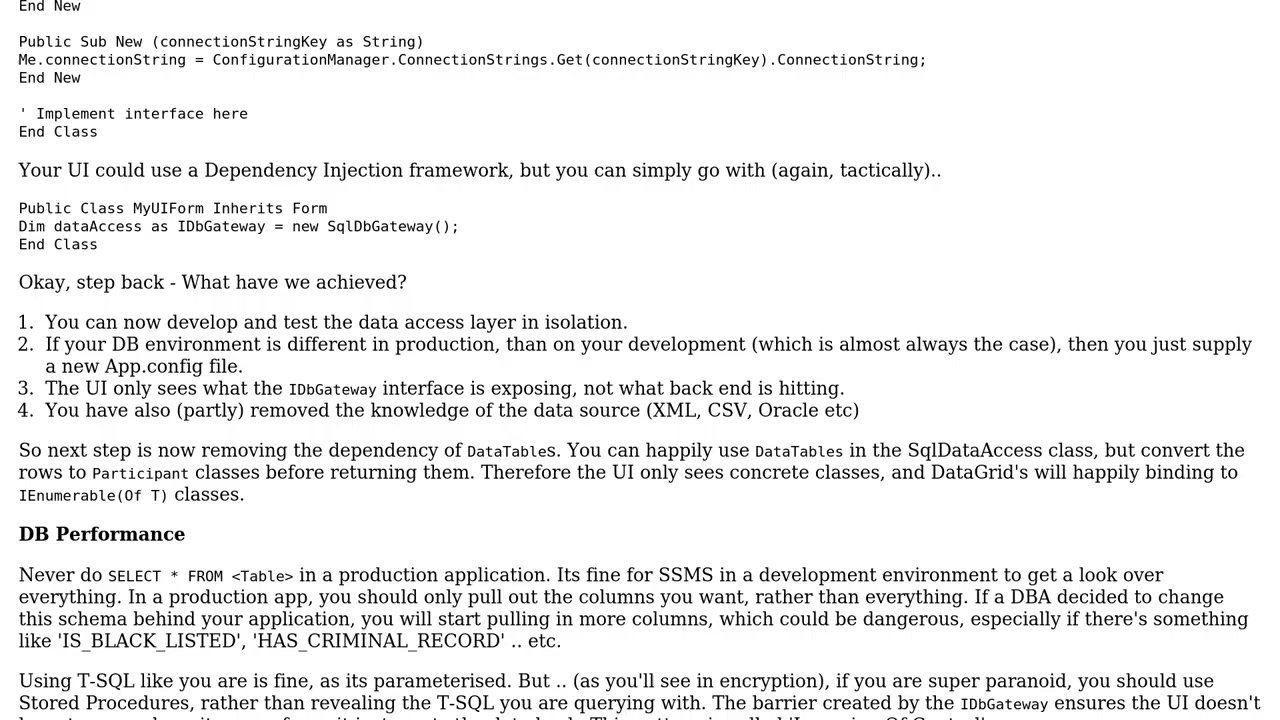 End New
Public Sub New (connectionStringKey as String)
Me.connectionString = ConfigurationManager.ConnectionStrings.Get(connectionStringKey).ConnectionString;
End New
' Implement interface here
End Class
Your UI could use a Dependency Injection framework, but you can simply go with (again, tactically)..
Public Class MyUIForm Inherits Form
Dim dataAccess as IDbGateway = new SqlDbGateway();
End Class
Okay, step back - What have we achieved?
1. You can now develop and test the data access layer in isolation.
2. If your DB environment is different in production, than on your development (which is almost always the case), then you just supply
a new App.config file.
3. The UI only sees what the IDbGateway interface is exposing, not what back end is hitting.
4. You have also (partly) removed the knowledge of the data source (XML, CSV, Oracle etc)
So next step is now removing the dependency of DataTables. You can happily use DataTables in the SqlDataAccess class, but convert the
rows to Participant classes before returning them. Therefore the UI only sees concrete classes, and DataGrid's will happily binding to
IEnumerable(Of T) classes.
DB Performance
Never do SELECT * FROM <Table> in a production application. Its fine for SSMS in a development environment to get a look over
everything. In a production app, you should only pull out the columns you want, rather than everything. If a DBA decided to change
this schema behind your application, you will start pulling in more columns, which could be dangerous, especially if there's something
like 'IS_BLACK_LISTED', 'HAS_CRIMINAL_RECORD' .. etc.
Using T-SQL like you are is fine, as its parameterised. But .. (as you'll see in encryption), if you are super paranoid, you should use
Stored Procedures, rather than revealing the T-SQL you are querying with. The barrier created by the IDbGateway ensures the UI doesn't